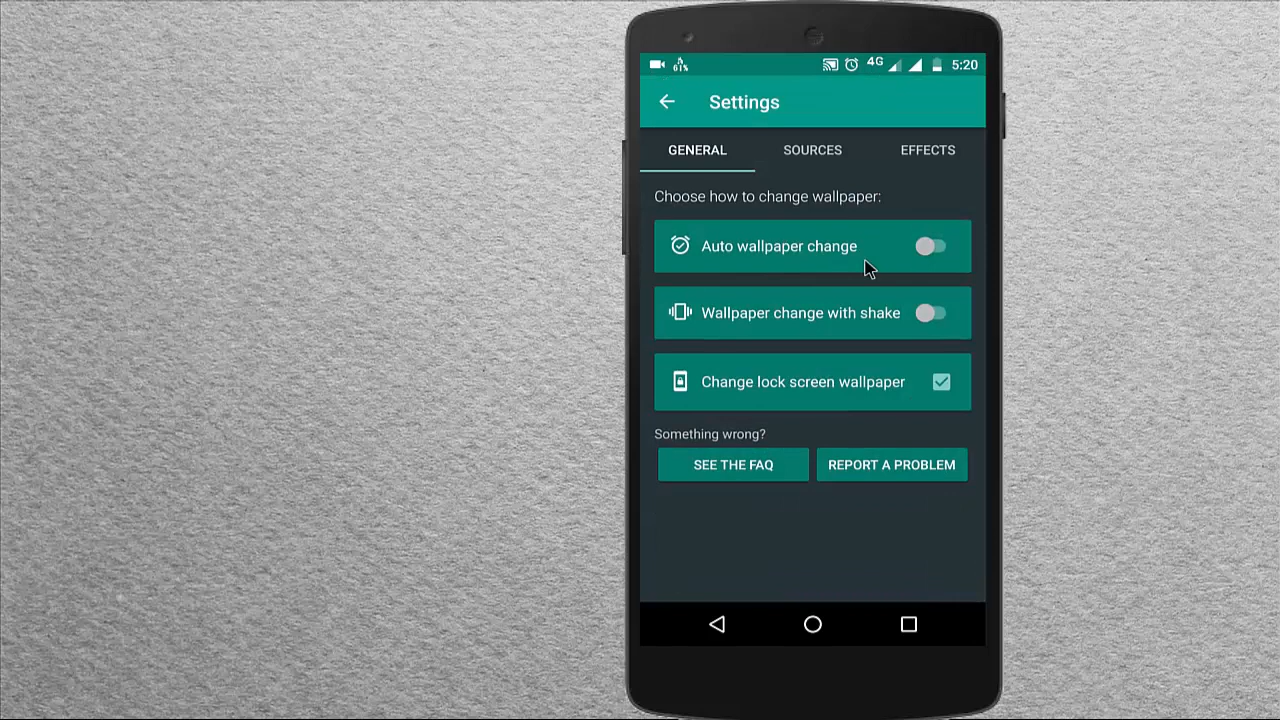 61%
4G
5:20
Settings
GENERAL SOURCES EFFECTS
Choose how to change wallpaper:
Auto wallpaper change
Wallpaper change with shake
Change lock screen wallpaper
Something wrong?
SEE THE FAQ REPORT A PROBLEM